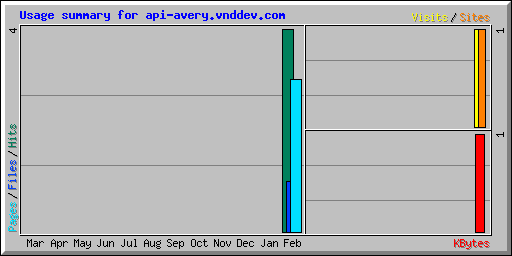 Usage summary for api-avery.vnddev.com
Visits / Sites
4
1
1
Pages / Files / Hits
Mar Apr May Jun Jul Aug Sep Oct Nov Dec Jan Feb
KBytes